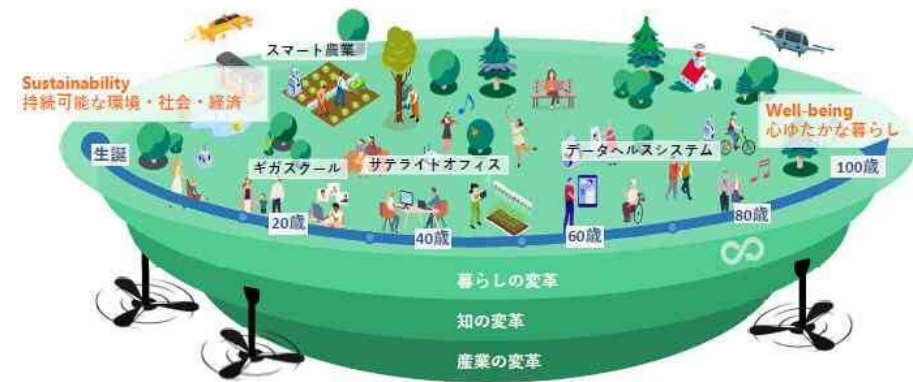 スマート農業
Sustainability
持続可能な環境・社会・経済
Well-being
心ゆたかな暮らし
生誕
ギガスクール
サテライトオフィス
データヘルスシステム
100歳
20歳
40歳
60歳
80歳
暮らしの変革
知の変革
産業の変革